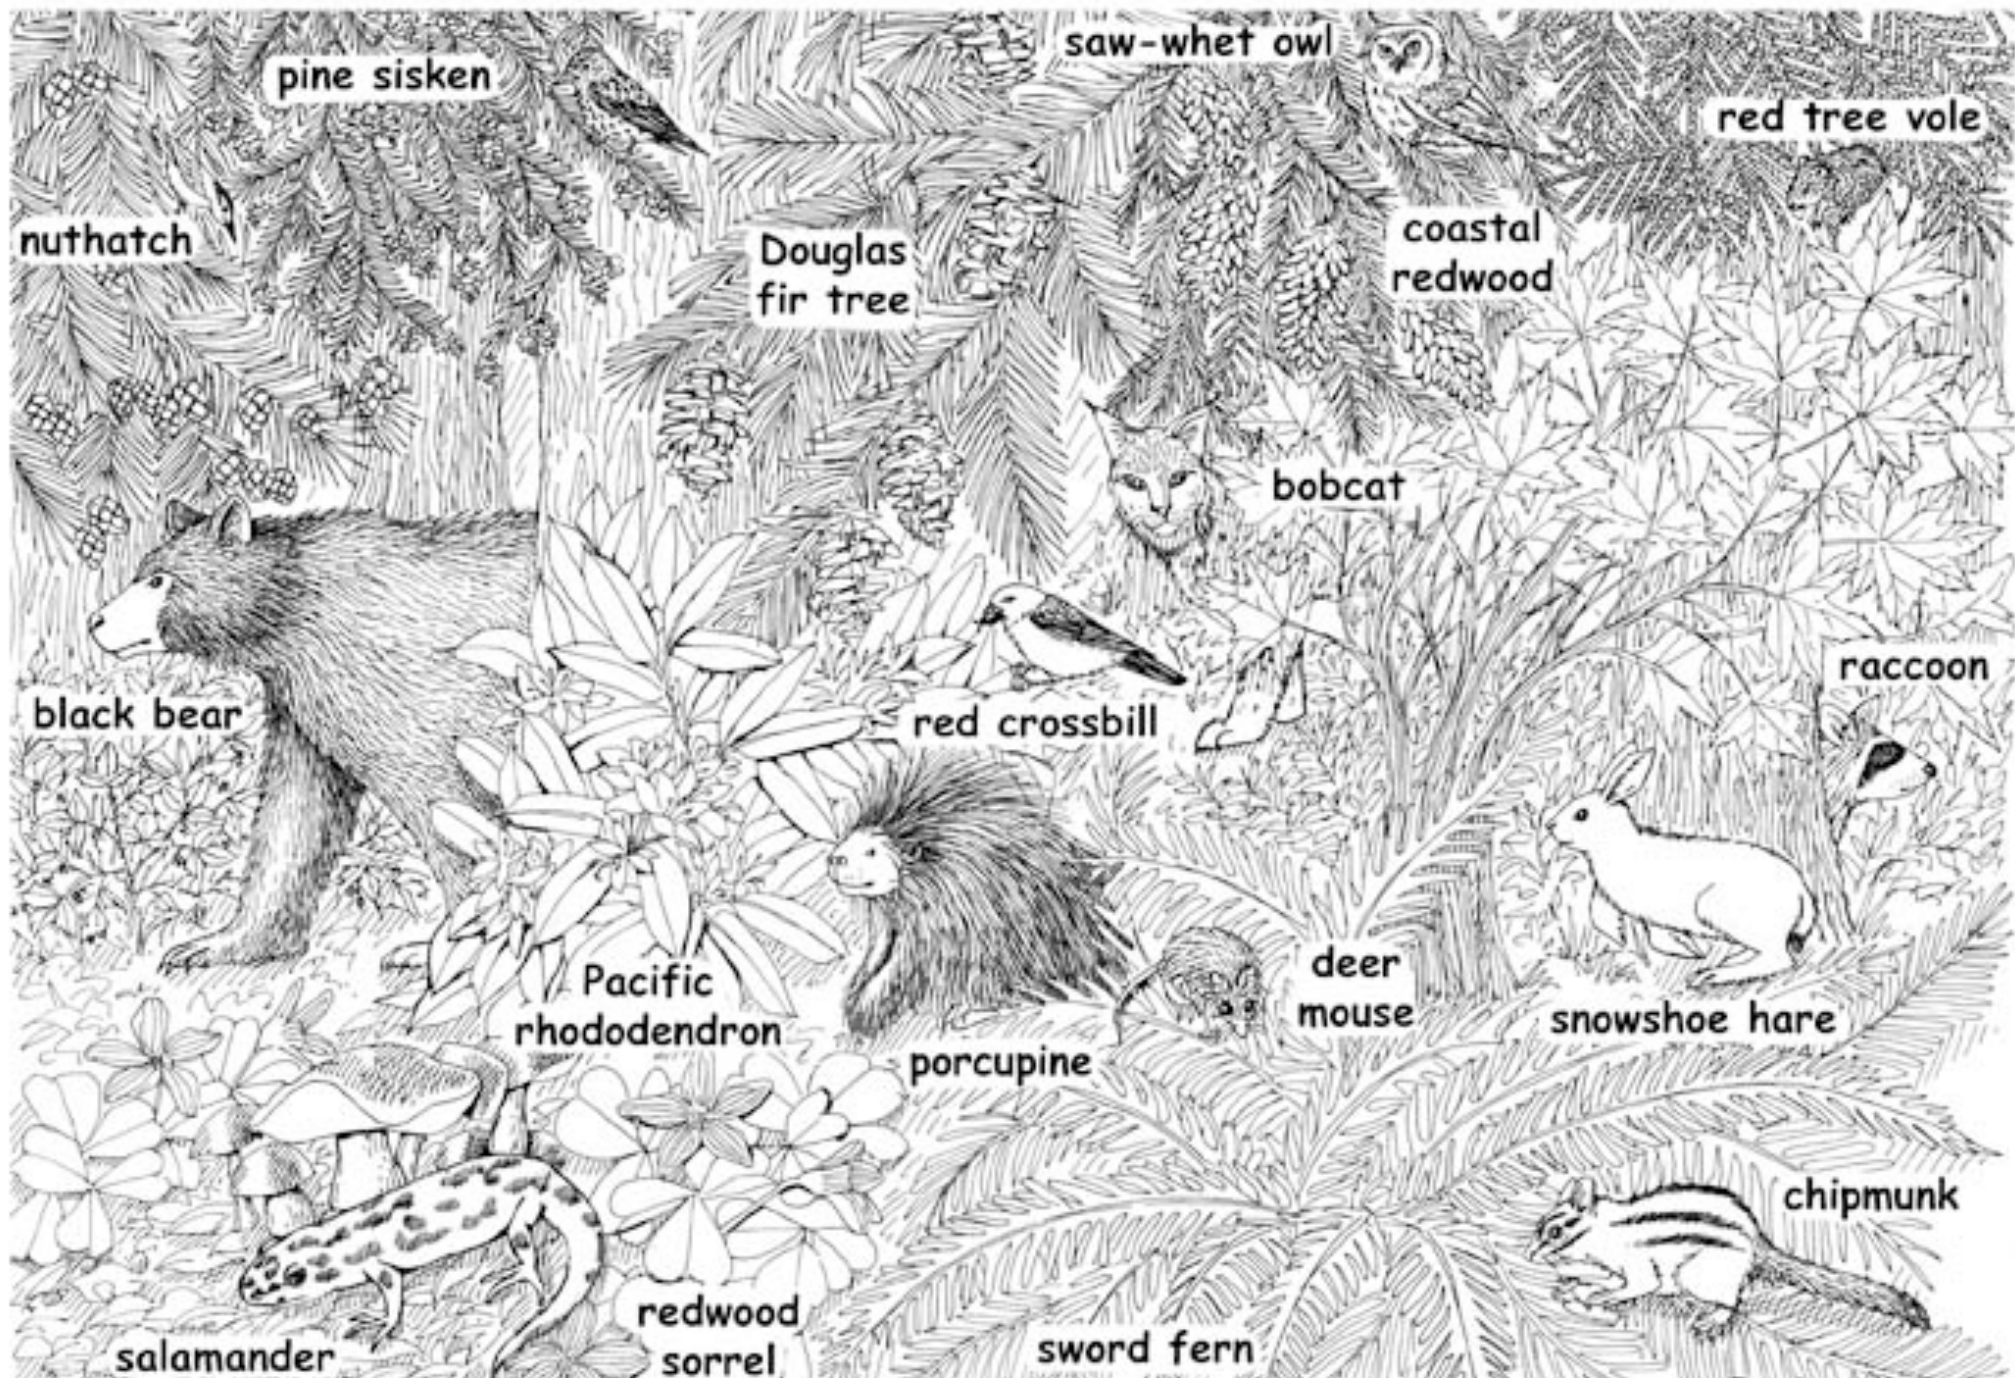 saw-whet owl
pine sisken
red tree vole
nuthatch
Douglas
fir tree
coastal
redwood
bobcat
raccoon
black bear
red crossbill
deer
mouse
Pacific
rhododendron
snowshoe hare
porcupine
chipmunk
redwood
sorrel
sword fern
salamander